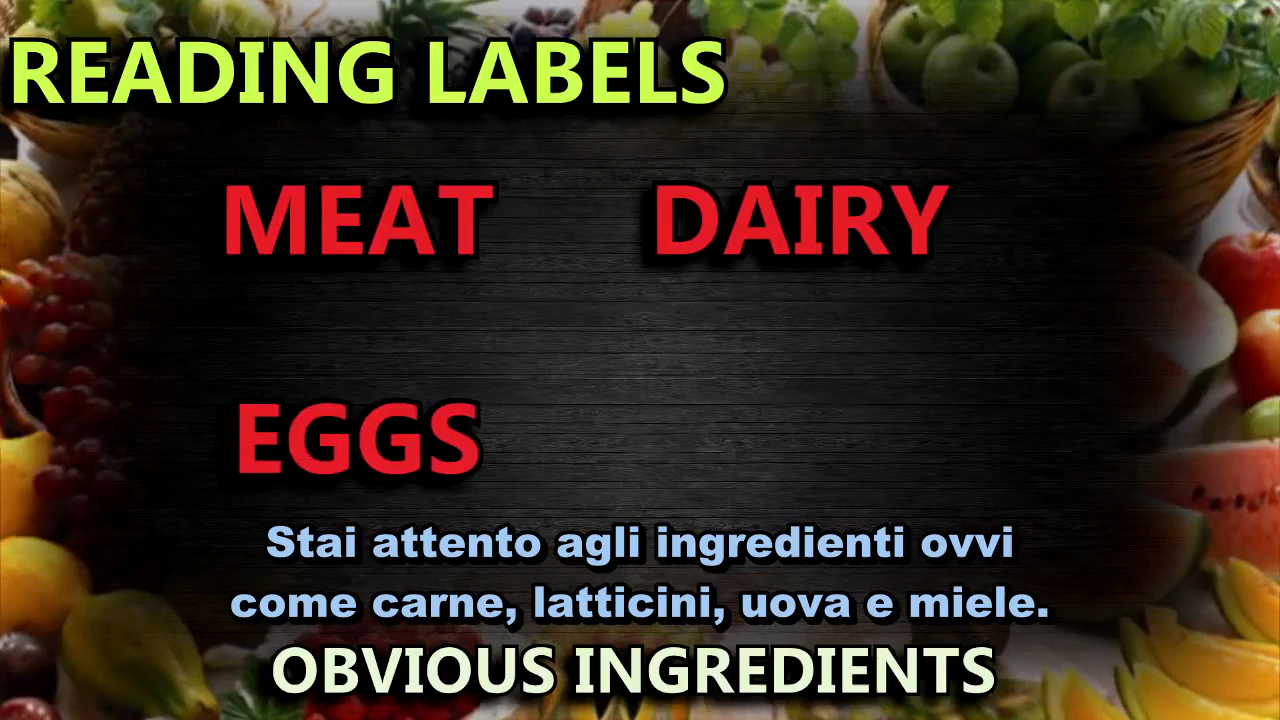 READING LABELS
MEAT DAIRY
EGGS
Stai attento agli ingredienti ovvi
come carne, latticini, uova e miele.
OBVIOUS INGREDIENTS